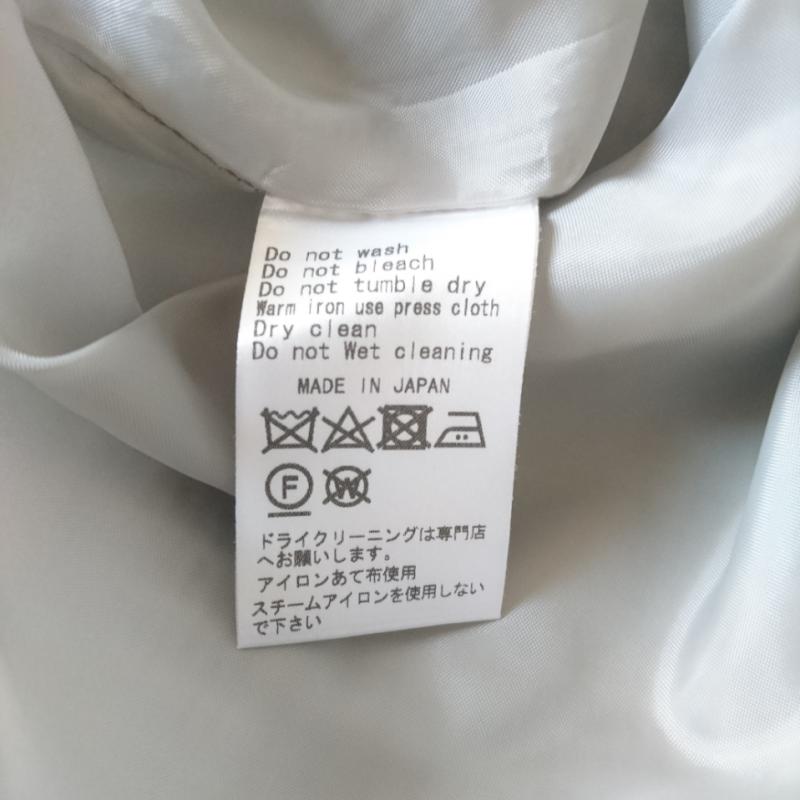 Do not wash
Do not bleach
Do not tumble dry
Warm iron use press cloth
Dry clean
Do not Wet cleaning
MADE IN JAPAN
F W
ドライクリーニングは専門店
へお願いします。
アイロンあて布使用
スチームアイロンを使用しない
で下さい